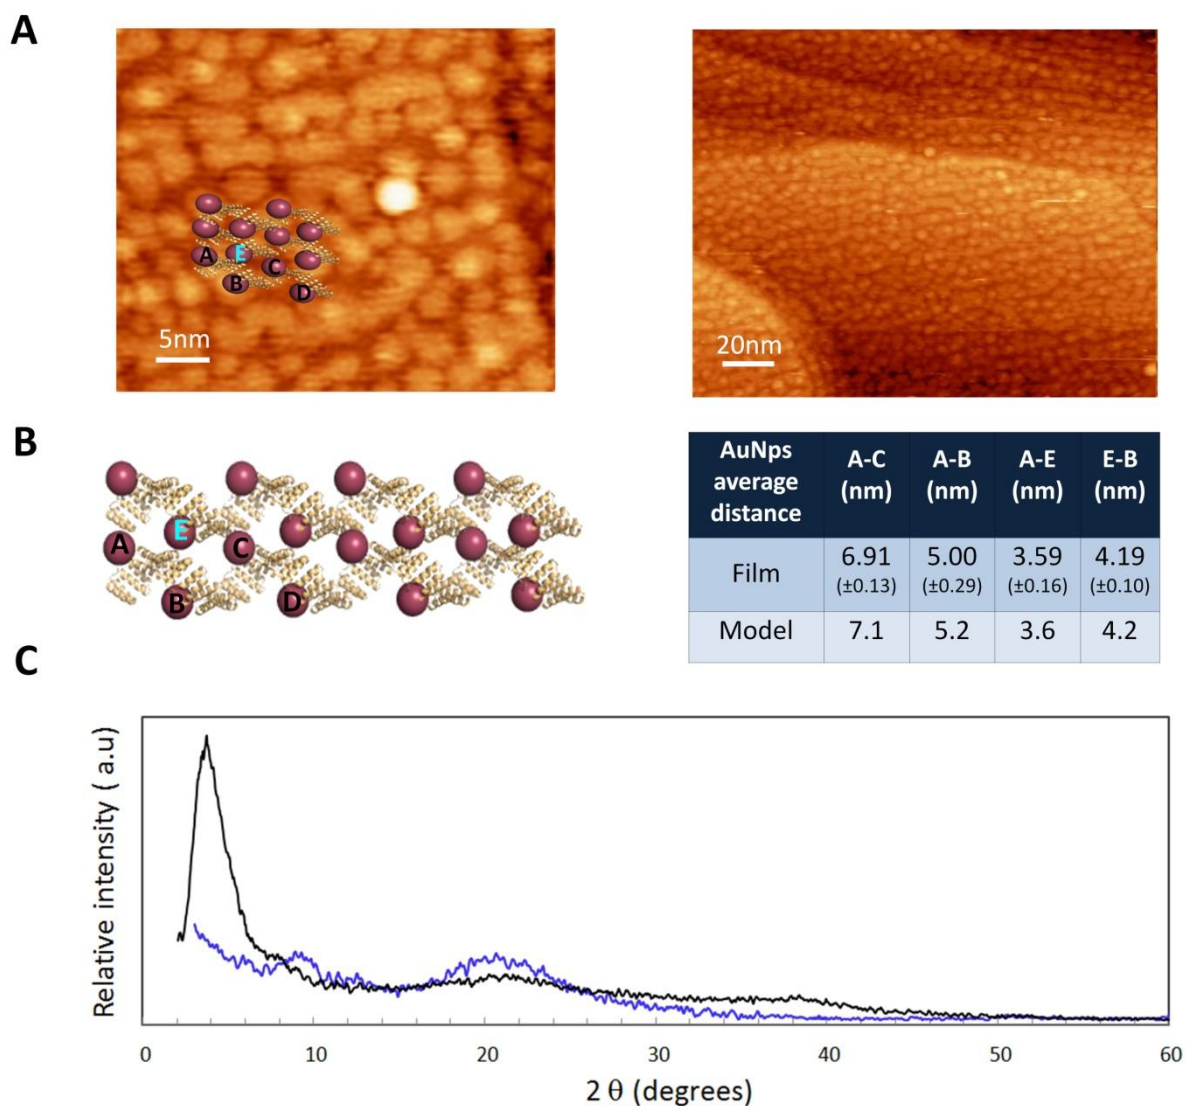 A
E
A
C
B
D
5nm
20nm
B
E
A
C
B
D
AuNps average distance A-C (nm) A-B (nm) A-E (nm) E-B (nm)
Film 6.91 (±0.13) 5.00 (±0.29) 3.59 (±0.16) 4.19 (±0.10)
Model 7.1 5.2 3.6 4.2
C
Relative intensity ( a.u)
0 10 20 30 40 50 60
2 θ (degrees)